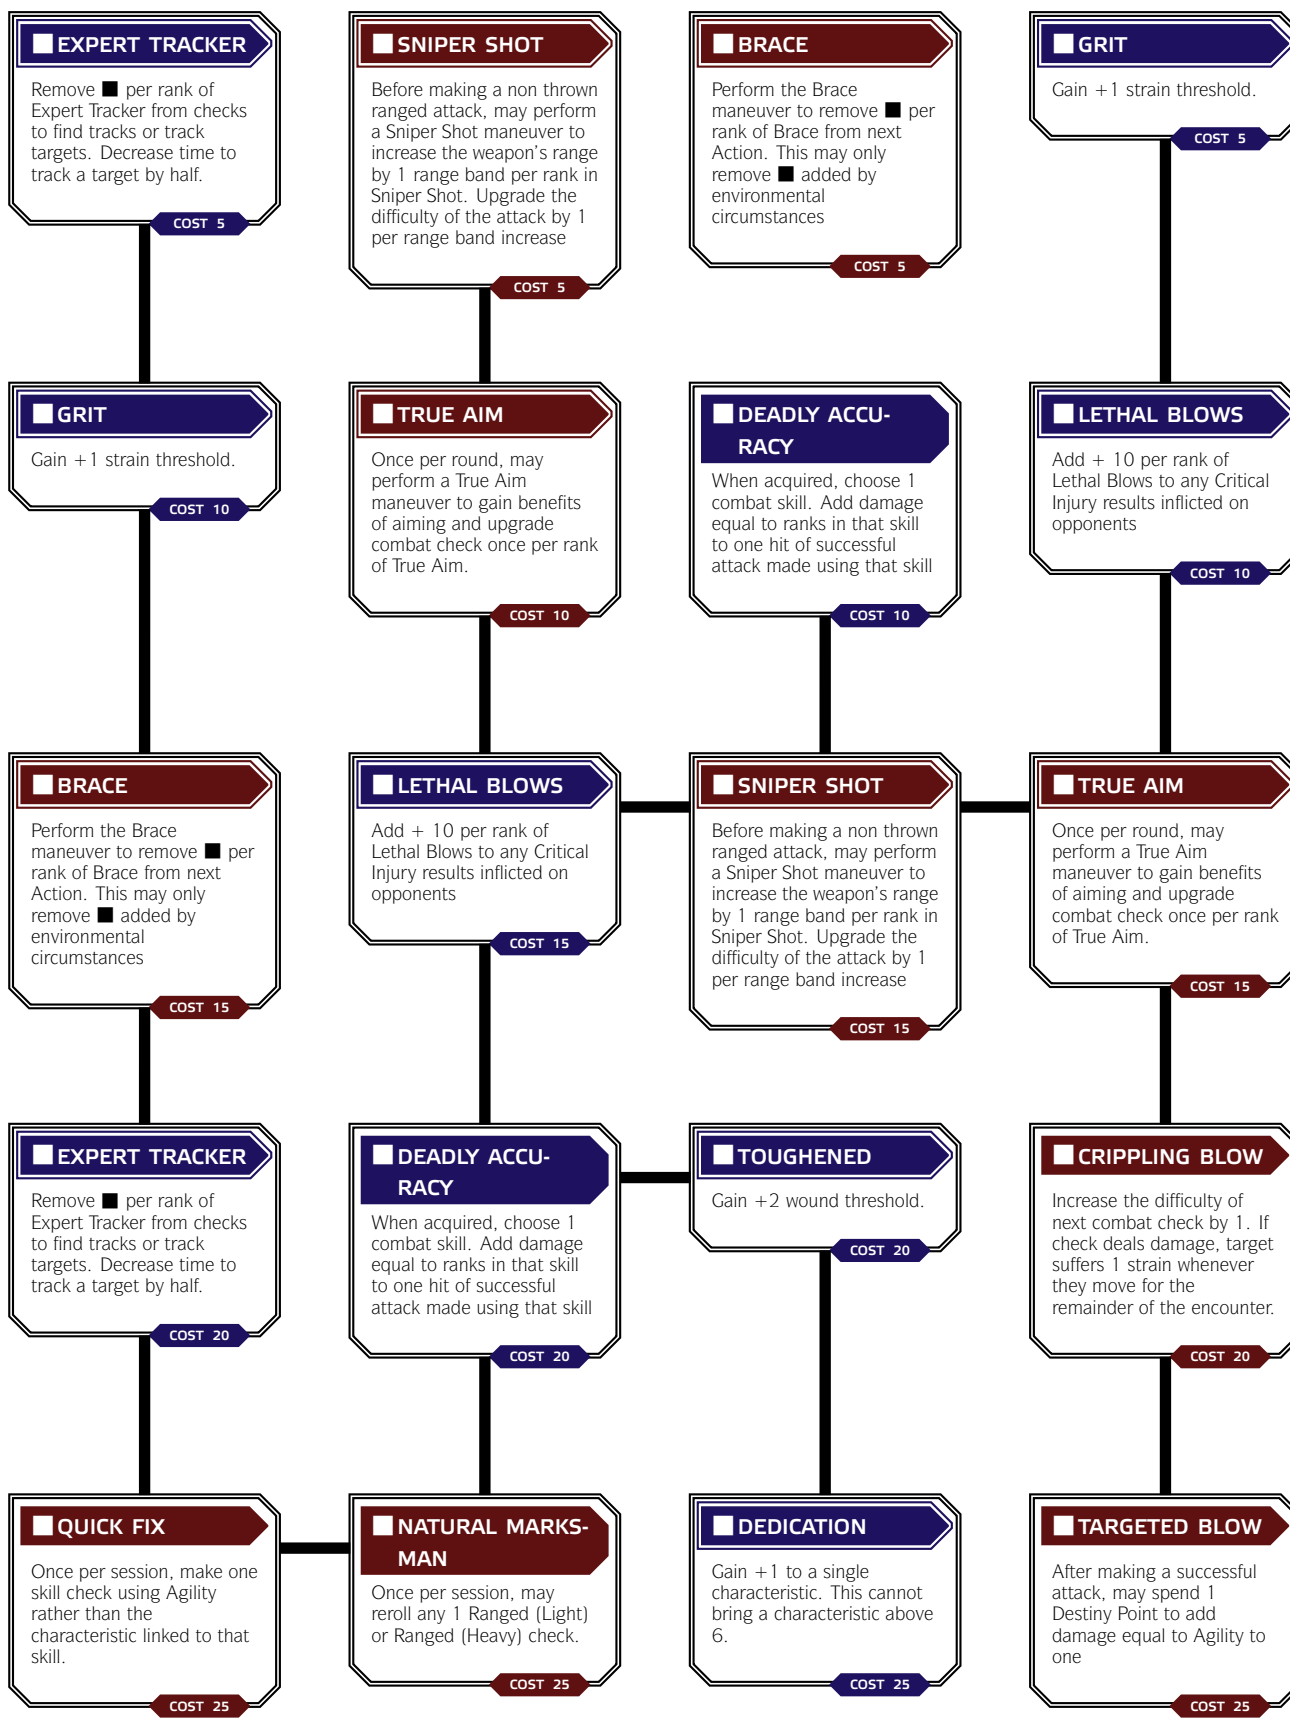 EXPERT TRACKER
Remove ■ per rank of
Expert Tracker from checks
to find tracks or track
targets. Decrease time to
track a target by half.
COST 5
SNIPER SHOT
Before making a non thrown
ranged attack, may perform
a Sniper Shot maneuver to
increase the weapon's range
by 1 range band per rank in
Sniper Shot. Upgrade the
difficulty of the attack by 1
per range band increase
COST 5
BRACE
Perform the Brace
maneuver to remove ■ per
rank of Brace from next
Action. This may only
remove ■ added by
environmental
circumstances
COST 5
GRIT
Gain +1 strain threshold.
COST 5
GRIT
Gain +1 strain threshold.
COST 10
TRUE AIM
Once per round, may
perform a True Aim
maneuver to gain benefits
of aiming and upgrade
combat check once per rank
of True Aim.
COST 10
DEADLY ACCU-
RACY
When acquired, choose 1
combat skill. Add damage
equal to ranks in that skill
to one hit of successful
attack made using that skill
COST 10
LETHAL BLOWS
Add + 10 per rank of
Lethal Blows to any Critical
Injury results inflicted on
opponents
COST 10
BRACE
Perform the Brace
maneuver to remove ■ per
rank of Brace from next
Action. This may only
remove ■ added by
environmental
circumstances
COST 15
LETHAL BLOWS
Add + 10 per rank of
Lethal Blows to any Critical
Injury results inflicted on
opponents
COST 15
SNIPER SHOT
Before making a non thrown
ranged attack, may perform
a Sniper Shot maneuver to
increase the weapon's range
by 1 range band per rank in
Sniper Shot. Upgrade the
difficulty of the attack by 1
per range band increase
COST 15
TRUE AIM
Once per round, may
perform a True Aim
maneuver to gain benefits
of aiming and upgrade
combat check once per rank
of True Aim.
COST 15
EXPERT TRACKER
Remove ■ per rank of
Expert Tracker from checks
to find tracks or track
targets. Decrease time to
track a target by half.
COST 20
DEADLY ACCU-
RACY
When acquired, choose 1
combat skill. Add damage
equal to ranks in that skill
to one hit of successful
attack made using that skill
COST 20
TOUGHENED
Gain +2 wound threshold.
COST 20
CRIPPLING BLOW
Increase the difficulty of
next combat check by 1. If
check deals damage, target
suffers 1 strain whenever
they move for the
remainder of the encounter.
COST 20
QUICK FIX
Once per session, make one
skill check using Agility
rather than the
characteristic linked to that
skill.
COST 25
NATURAL MARKS-
MAN
Once per session, may
reroll any 1 Ranged (Light)
or Ranged (Heavy) check.
COST 25
DEDICATION
Gain +1 to a single
characteristic. This cannot
bring a characteristic above
6.
COST 25
TARGETED BLOW
After making a successful
attack, may spend 1
Destiny Point to add
damage equal to Agility to
one
COST 25